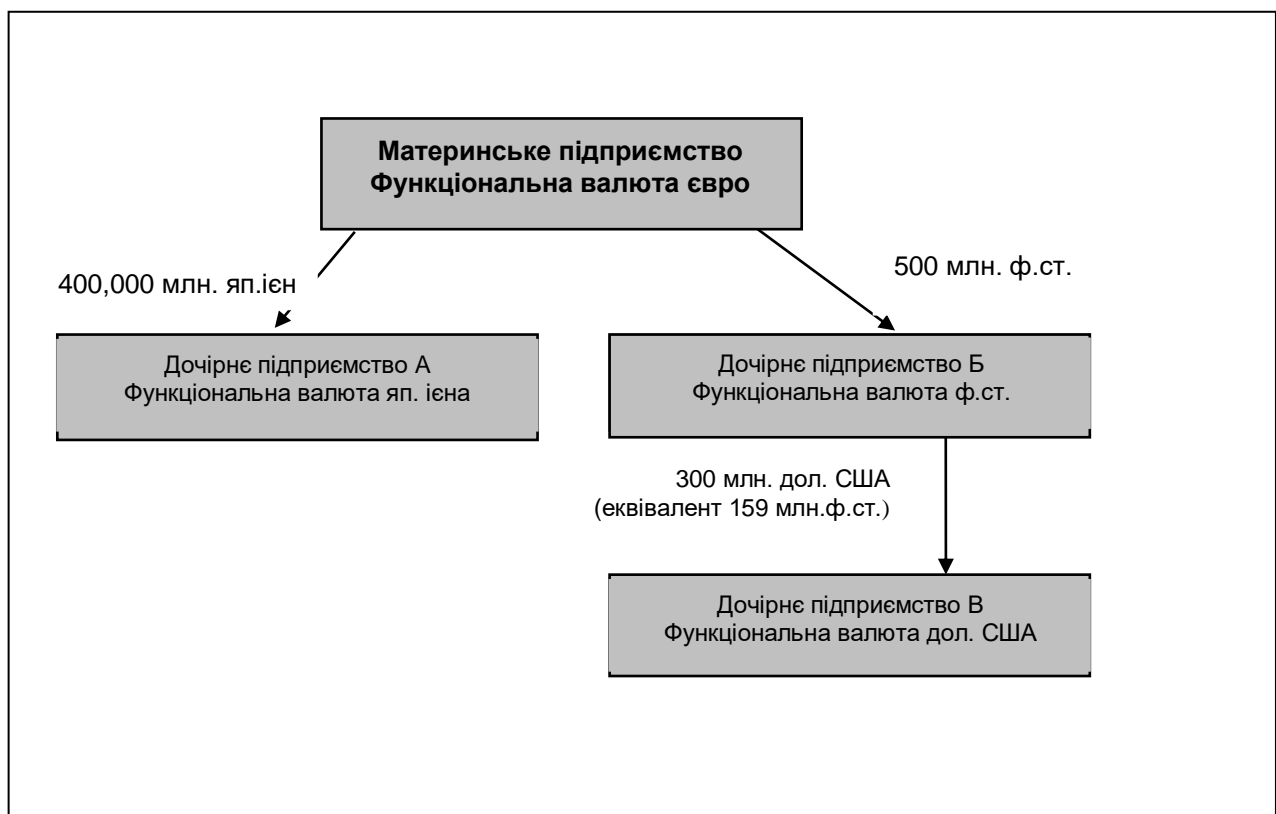 Материнське підприємство
Функціональна валюта євро
400,000 млн. яп.ієн
500 млн. ф.ст.
Дочірнє підприємство А
Функціональна валюта яп. ієна
Дочірнє підприємство Б
Функціональна валюта ф.ст.
300 млн. дол. США
(еквівалент 159 млн.ф.ст.)
Дочірнє підприємство В
Функціональна валюта дол. США